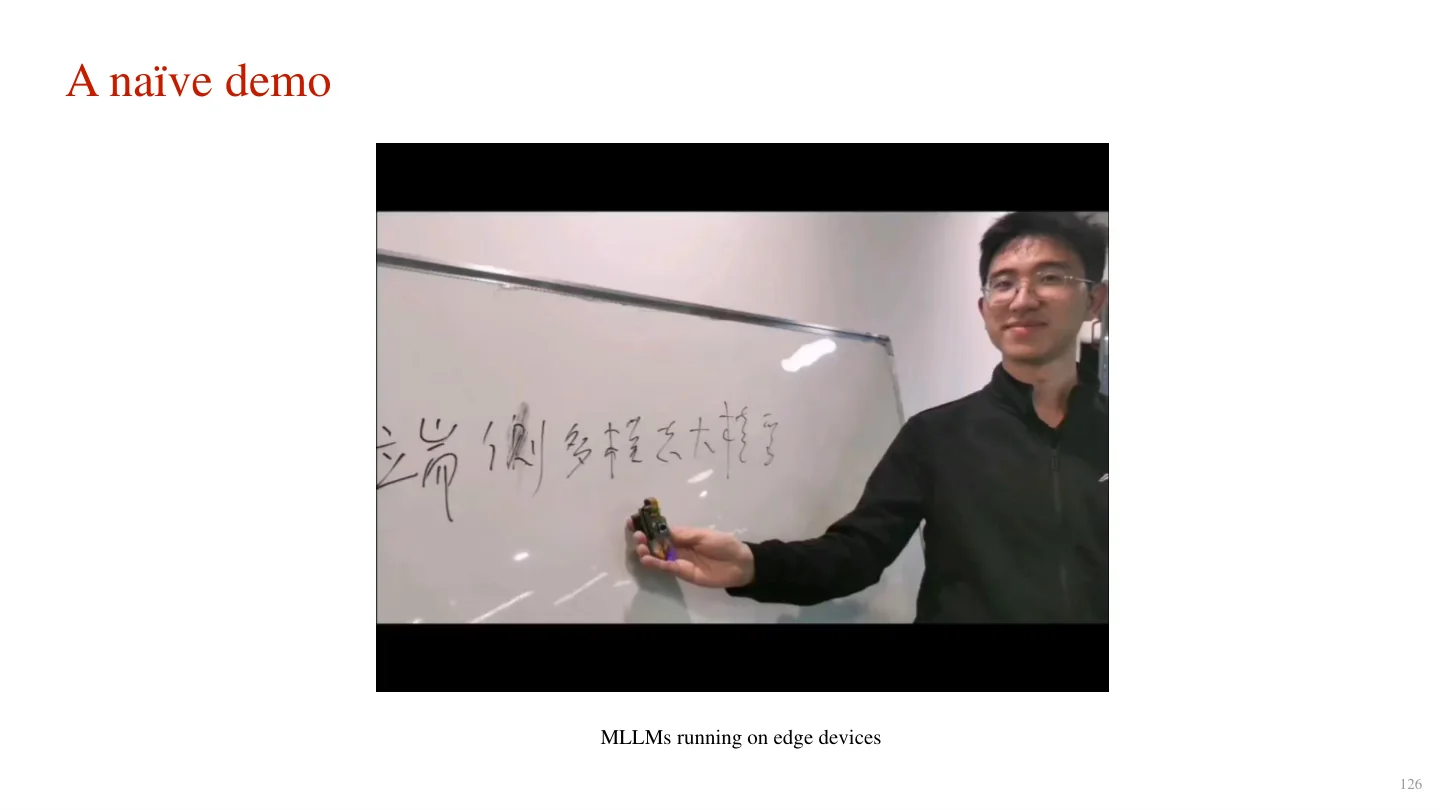 A naïve demo
端侧多模态大模型
MLLMs running on edge devices
126